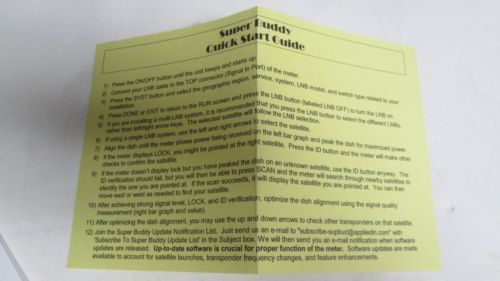 Super Buddy
Quick Start Guide
1) Press the ON/OFF button until the unit beeps and starts up.
2) Connect your LNB cable to the TOP connector (Signal in Port) of the meter.
3) Press the SYST button and select the geographic region, service, system, LNB model, and switch type related to your
installation.
4) Press DONE or EXIT to return to the RUN screen and press the LNB button (labeled LNB OFF) to turn the LNB on.
5) If you are installing a multi-LNB system, it is recommended that you press the LNB button to select the different LNBs,
rather than left/right arrow keys. The selected satellite will follow the LNB selection.
6) If using a single LNB system, use the left and right arrows to select the satellite.
7) Align the dish until the meter shows power being received on the left bar graph and peak the dish for maximized power
8) If the meter displays LOCK, you might be pointed at the right satellite. Press the ID button and the meter will make other
checks to confirm the satellite.
9) If the meter doesn't display lock but you have peaked the dish on an unknown satellite, use the ID button anyway. The
ID verification should fail, but you will then be able to press SCAN and the meter will search through nearby satellites to
identify the one you are pointed at. If the scan succeeds, it will display the satellite you are pointed at. You can then
move east or west as needed to find your satellite.
10) After achieving strong signal level, LOCK, and ID verification, optimize the dish alignment using the signal quality
measurement (right bar graph and value).
11) After optimizing the dish alignment, you may use the up and down arrows to check other transponders on that satellite.
12) Join the Super Buddy Update Notification List. Just send us an e-mail to "subscribe-supbud@appliedin.com" with
'Subscribe To Super Buddy Update List' in the Subject box. We will then send you an e-mail notification when software
updates are released. Up-to-date software is crucial for proper function of the meter. Software updates are made
available to account for satellite launches, transponder frequency changes, and feature enhancements.